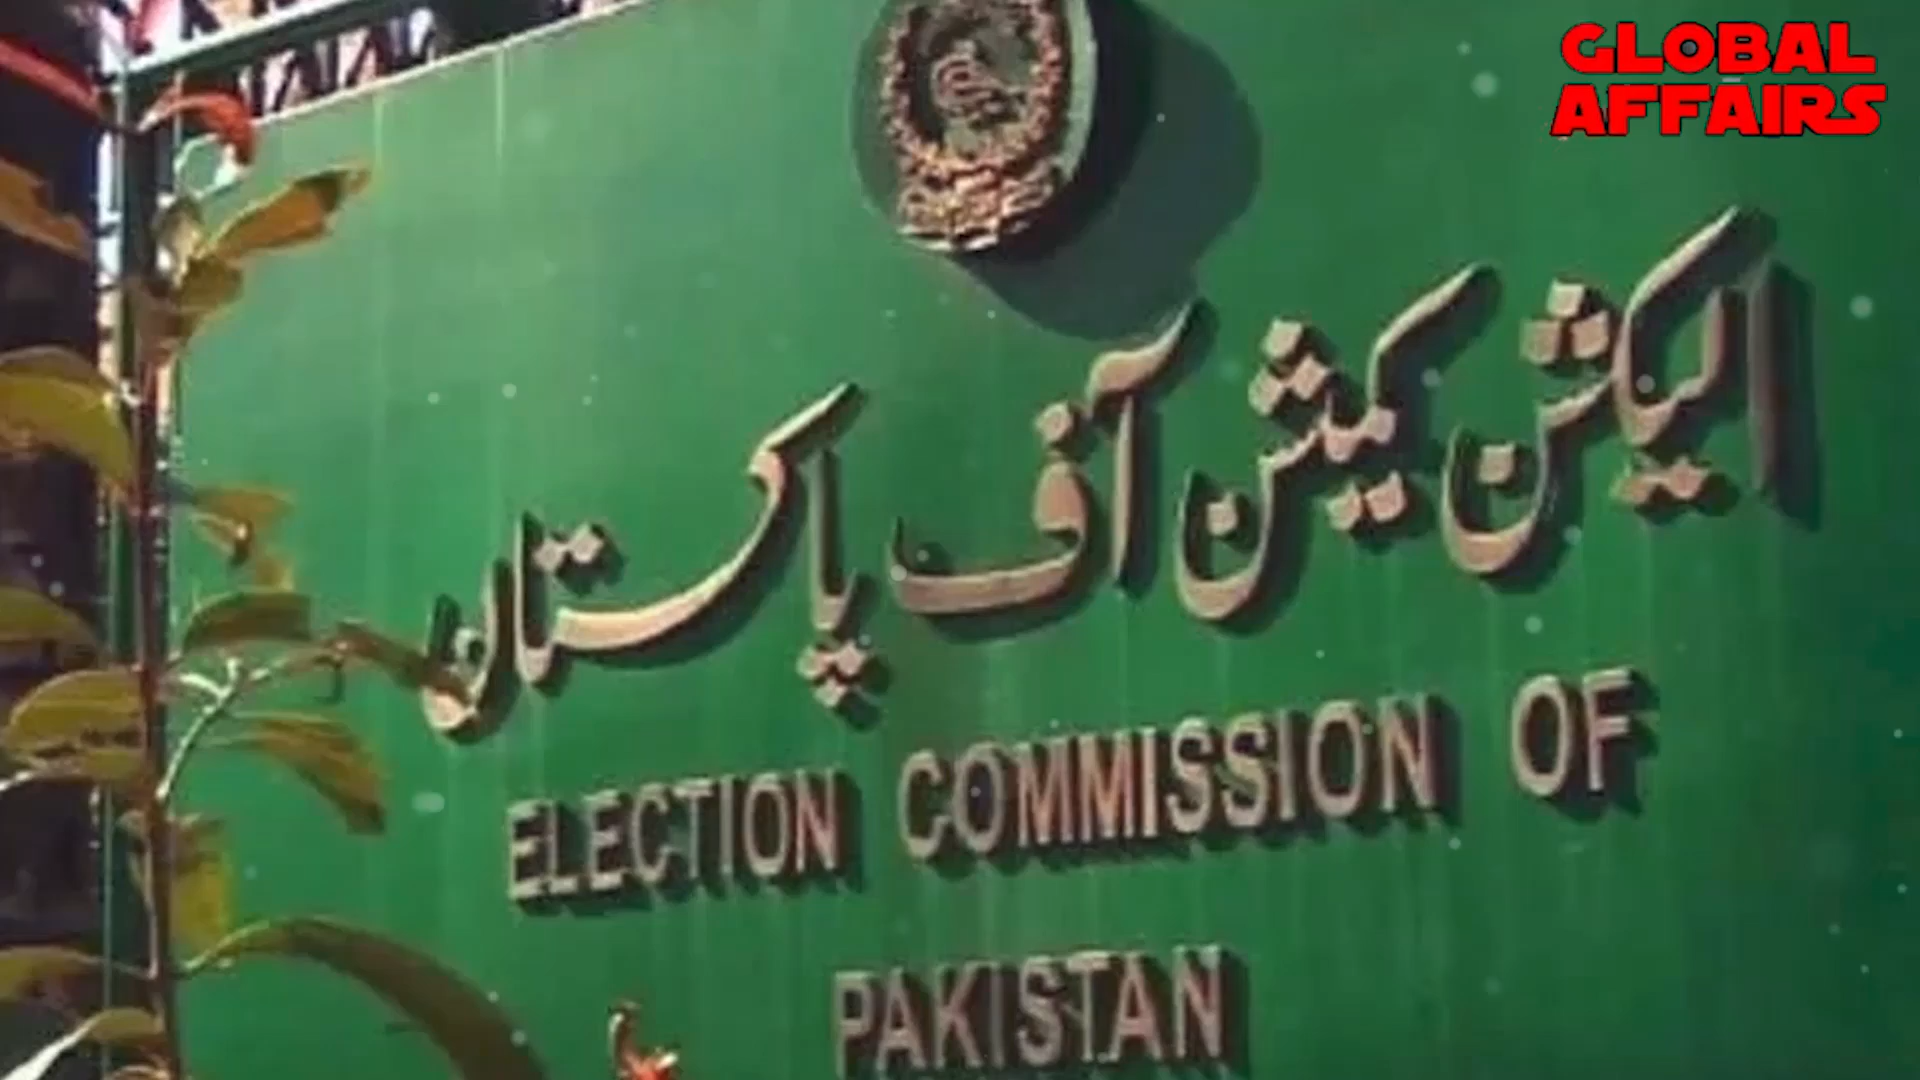 GLOBAL
AFFAIRS
الیکشن کمیشن آف پاکستان
ELECTION COMMISSION OF
PAKISTAN